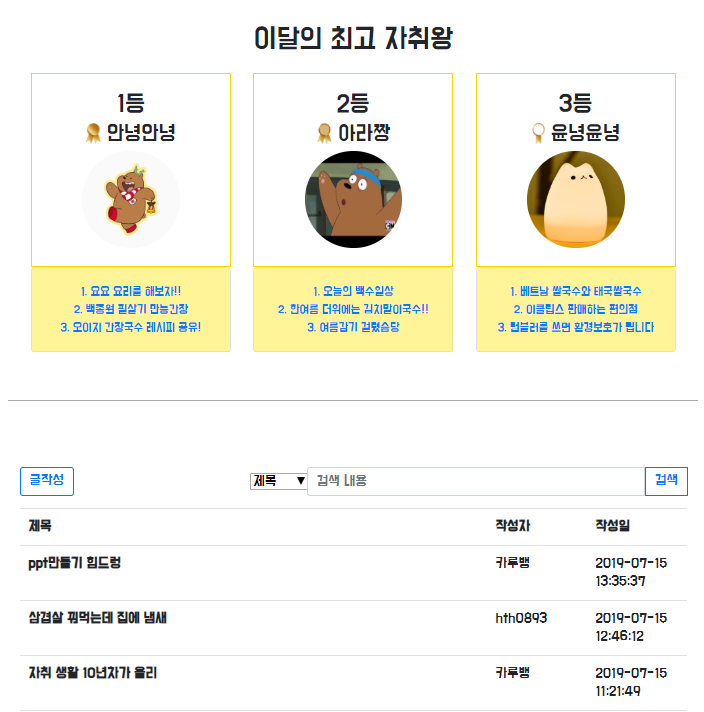 이달의 최고 자취왕
1등
안녕안녕
1. 요요 요리를 해보자!!
2. 백종원 필살기 만능간장
3. 오이지 간장국수 레시피 공유!
2등
아라짱
1. 오늘의 백수일상
2. 한여름 더위에는 김치말이국수!!
3. 여름감기 걸렸슴당
3등
윤녕윤녕
1. 베트남 쌀국수와 태국쌀국수
2. 이클립스 판매하는 편의점
3. 텀블러를 쓰면 환경보호가 됩니다
글작성
제목 ▼ 검색 내용 검색
제목 작성자 작성일
ppt만들기 힘드렁 카루뱅 2019-07-15
13:35:37
삼겹살 꿔먹는데 집에 냄새 hth0893 2019-07-15
12:46:12
자취 생활 10년차가 올리 카루뱅 2019-07-15
11:21:49